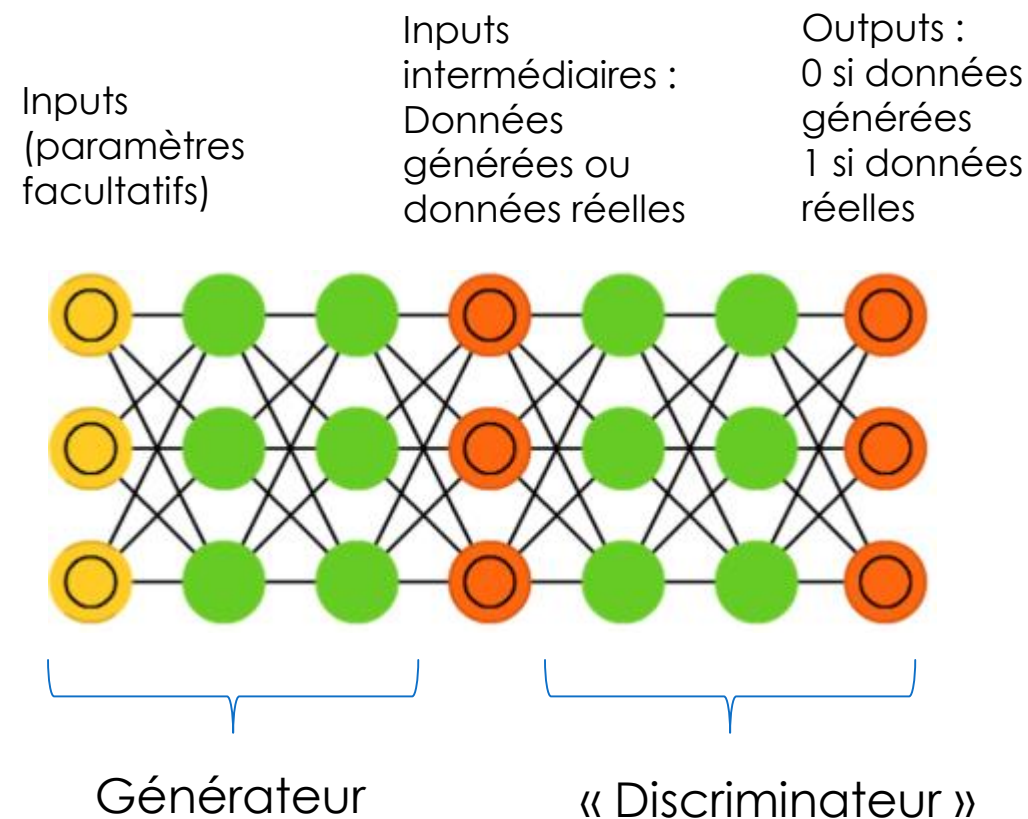 Inputs
(paramètres
facultatifs)
Inputs
intermédiaires :
Données
générées ou
données réelles
Outputs :
0 si données
générées
1 si données
réelles
Générateur
« Discriminateur »